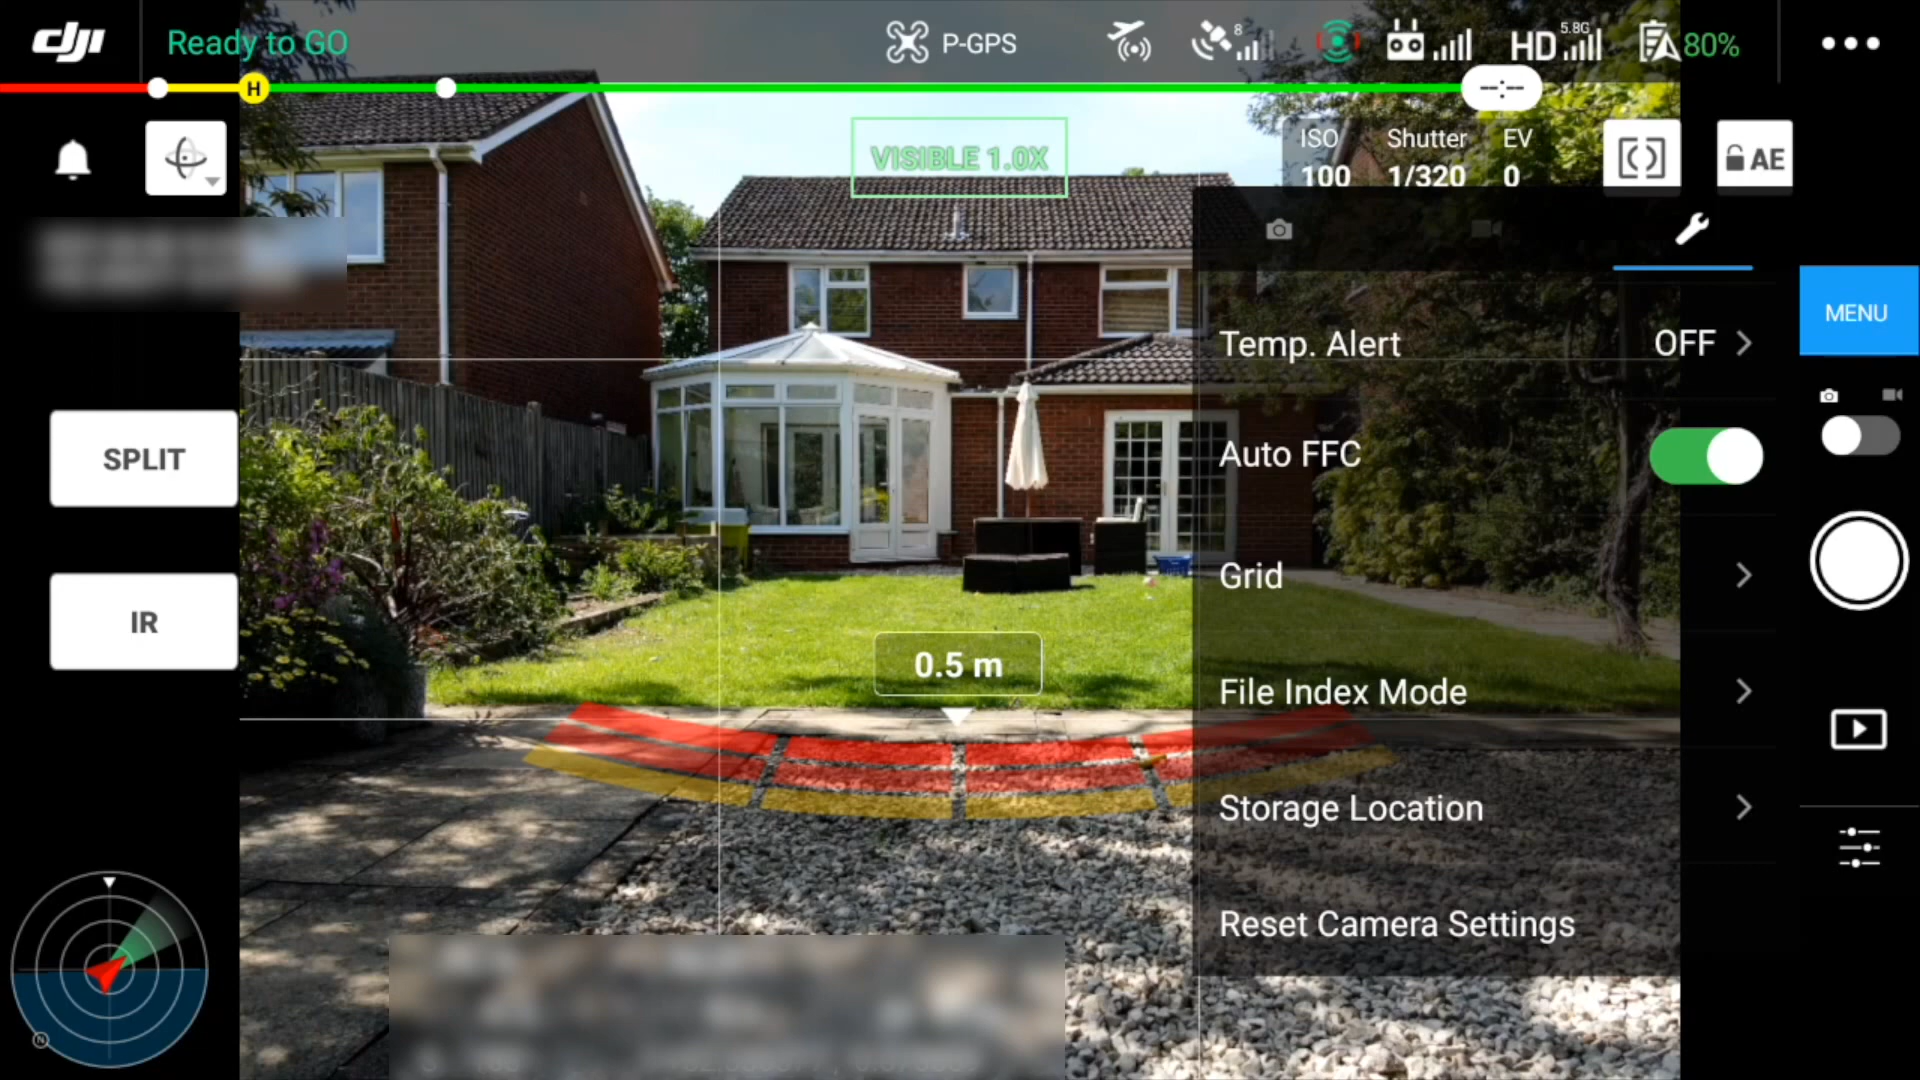 dji
Ready to GO
P-GPS
8
HD
5.8G
80%
H
--:--
VISIBLE 1.0X
ISO
Shutter
EV
100
1/320
0
AE
Temp. Alert
OFF
MENU
Auto FFC
SPLIT
Grid
IR
0.5 m
File Index Mode
Storage Location
Reset Camera Settings
N